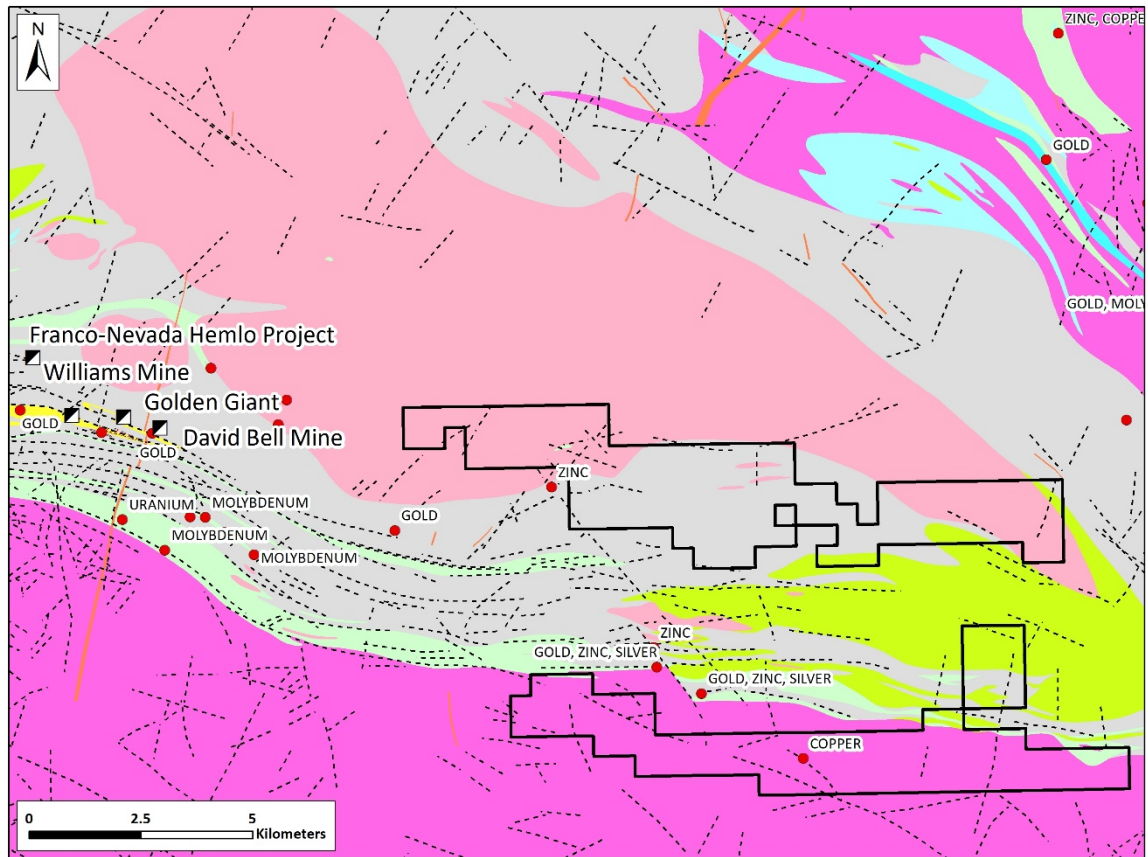 N
ZINC, COPPE
GOLD
GOLD, MOLY
Franco-Nevada Hemlo Project
Williams Mine
Golden Giant
GOLD
David Bell Mine
GOLD
ZINC
URANIUM
MOLYBDENUM
GOLD
MOLYBDENUM
MOLYBDENUM
ZINC
GOLD, ZINC, SILVER
GOLD, ZINC, SILVER
COPPER
0 2.5 5
Kilometers